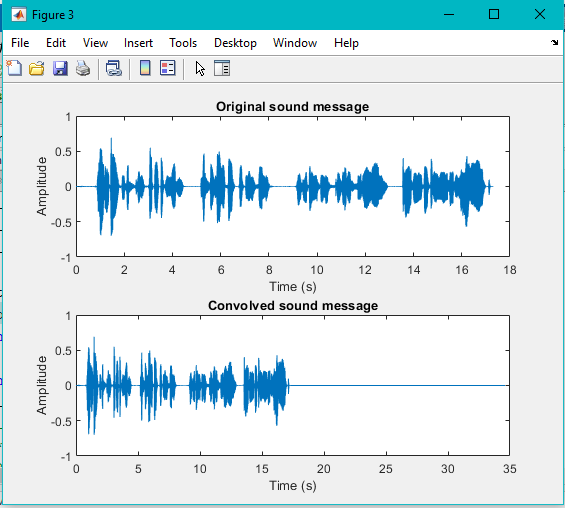 Figure 3
File Edit View Insert Tools Desktop Window Help
Original sound message
1
0.5
0
-0.5
-1
Amplitude
0 2 4 6 8 10 12 14 16 18
Time (s)
Convolved sound message
1
0.5
0
-0.5
-1
Amplitude
0 5 10 15 20 25 30 35
Time (s)